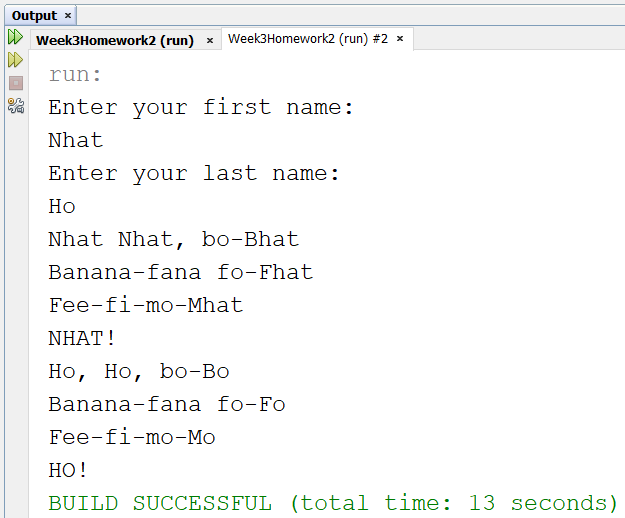 Output ×
Week3Homework2 (run) × Week3Homework2 (run) #2 ×
run:
Enter your first name:
Nhat
Enter your last name:
Ho
Nhat Nhat, bo-Bhat
Banana-fana fo-Fhat
Fee-fi-mo-Mhat
NHAT!
Ho, Ho, bo-Bo
Banana-fana fo-Fo
Fee-fi-mo-Mo
HO!
BUILD SUCCESSFUL (total time: 13 seconds)